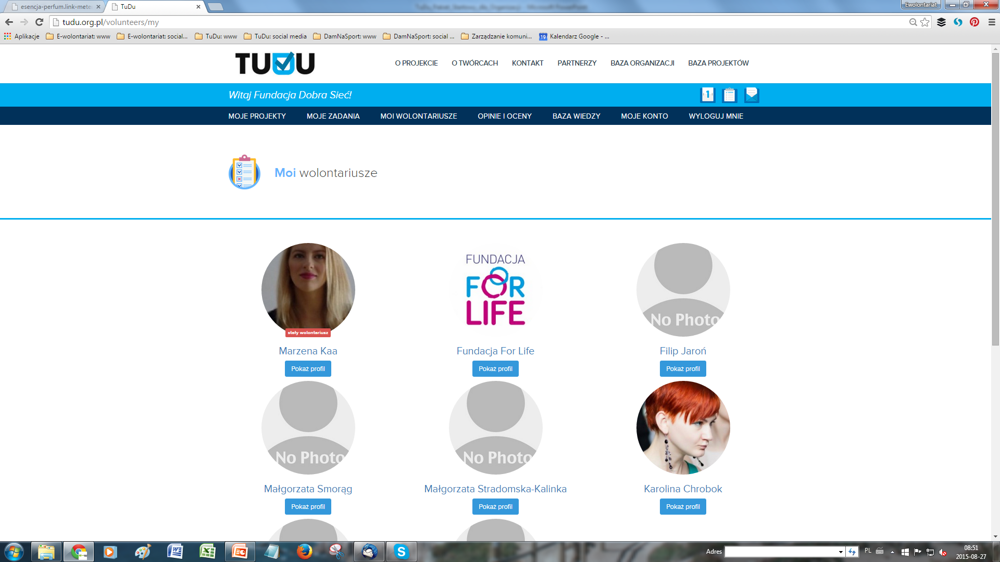 esencja-perfum.link-mete
TuDu
Ewolontariat
tudu.org.pl/volunteers/my
Aplikacje E-wolontariat: www E-wolontariat: social... TuDu: www TuDu: social media DamNaSport: www DamNaSport: social ... Zarządzanie komuni... 19 Kalendarz Google - ...
TUDU
O PROJEKCIE O TWÓRCACH KONTAKT PARTNERZY BAZA ORGANIZACJI BAZA PROJEKTÓW
Witaj Fundacja Dobra Sieć!
1
MOJE PROJEKTY MOJE ZADANIA MOI WOLONTARIUSZE OPINIE I OCENY BAZA WIEDZY MOJE KONTO WYLOGUJ MNIE
Moi wolontariusze
stały wolontariusz
FUNDACJA
FOR
LIFE
No Photo
Marzena Kaa Fundacja For Life Filip Jaroń
Pokaż profil Pokaż profil Pokaż profil
No Photo No Photo
Małgorzata Smorąg Małgorzata Stradomska-Kalinka Karolina Chrobok
Pokaż profil Pokaż profil Pokaż profil
Adres PL 08:51
2015-08-27